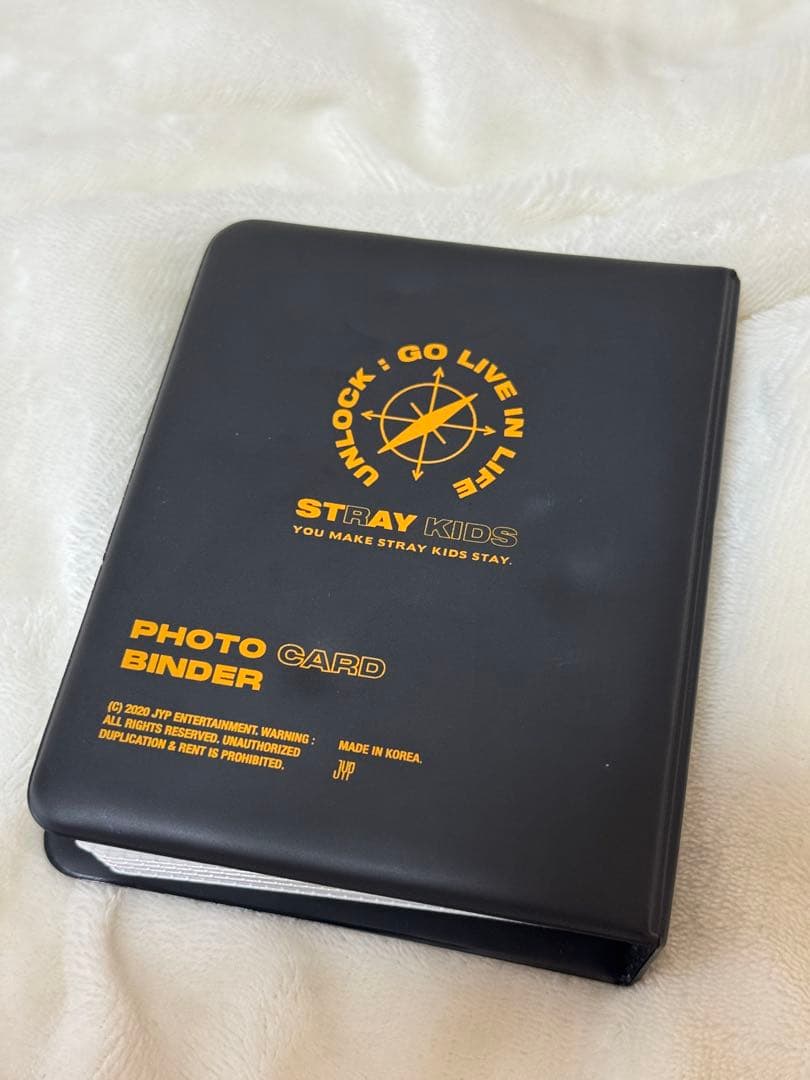 UNLOCK : GO LIVE IN LIFE
STRAY KIDS
YOU MAKE STRAY KIDS STAY.
PHOTO CARD
BINDER
(C) 2020 JYP ENTERTAINMENT. WARNING :
ALL RIGHTS RESERVED. UNAUTHORIZED
DUPLICATION & RENT IS PROHIBITED.
MADE IN KOREA.
JYP